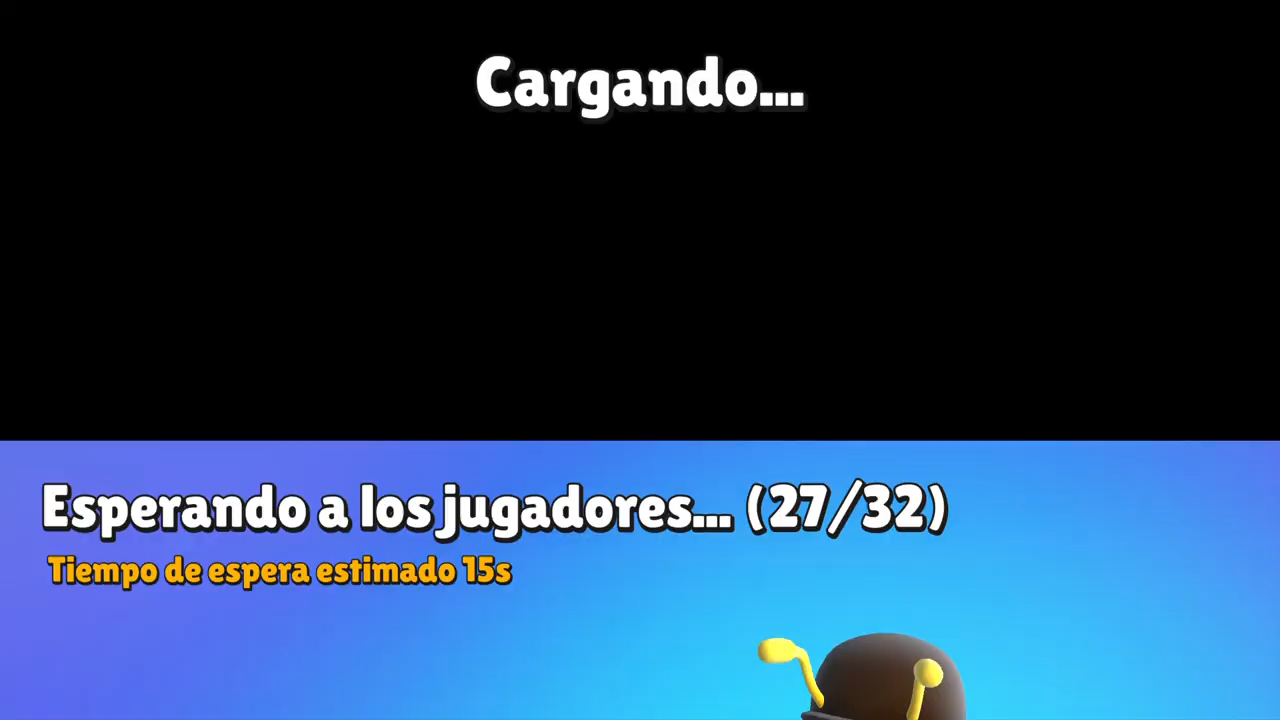 Cargando...
Esperando a los jugadores... (27/32)
Tiempo de espera estimado 15s